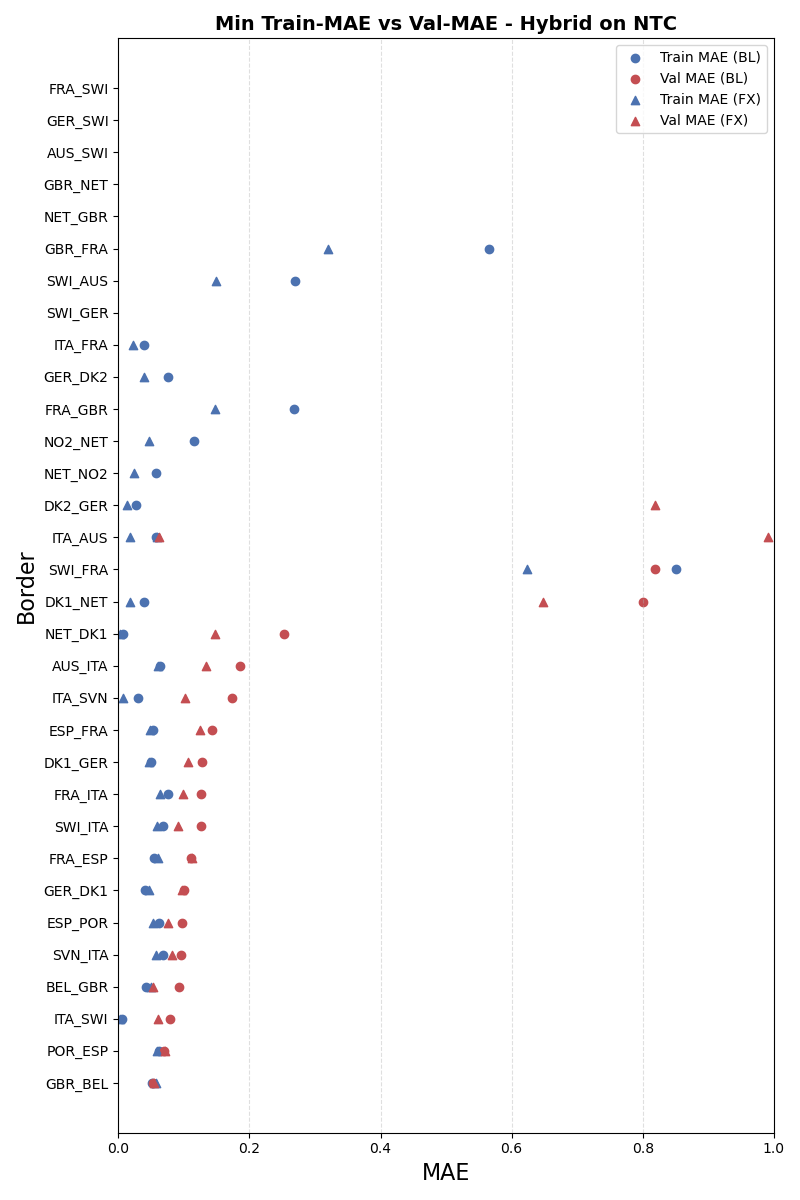 Min Train-MAE vs Val-MAE - Hybrid on NTC
Train MAE (BL)
Val MAE (BL)
Train MAE (FX)
Val MAE (FX)
FRA_SWI
GER_SWI
AUS_SWI
GBR_NET
NET_GBR
GBR_FRA
SWI_AUS
SWI_GER
ITA_FRA
GER_DK2
FRA_GBR
NO2_NET
NET_NO2
DK2_GER
ITA_AUS
SWI_FRA
DK1_NET
NET_DK1
AUS_ITA
ITA_SVN
ESP_FRA
DK1_GER
FRA_ITA
SWI_ITA
FRA_ESP
GER_DK1
ESP_POR
SVN_ITA
BEL_GBR
ITA_SWI
POR_ESP
GBR_BEL
Border
0.0 0.2 0.4 0.6 0.8 1.0
MAE